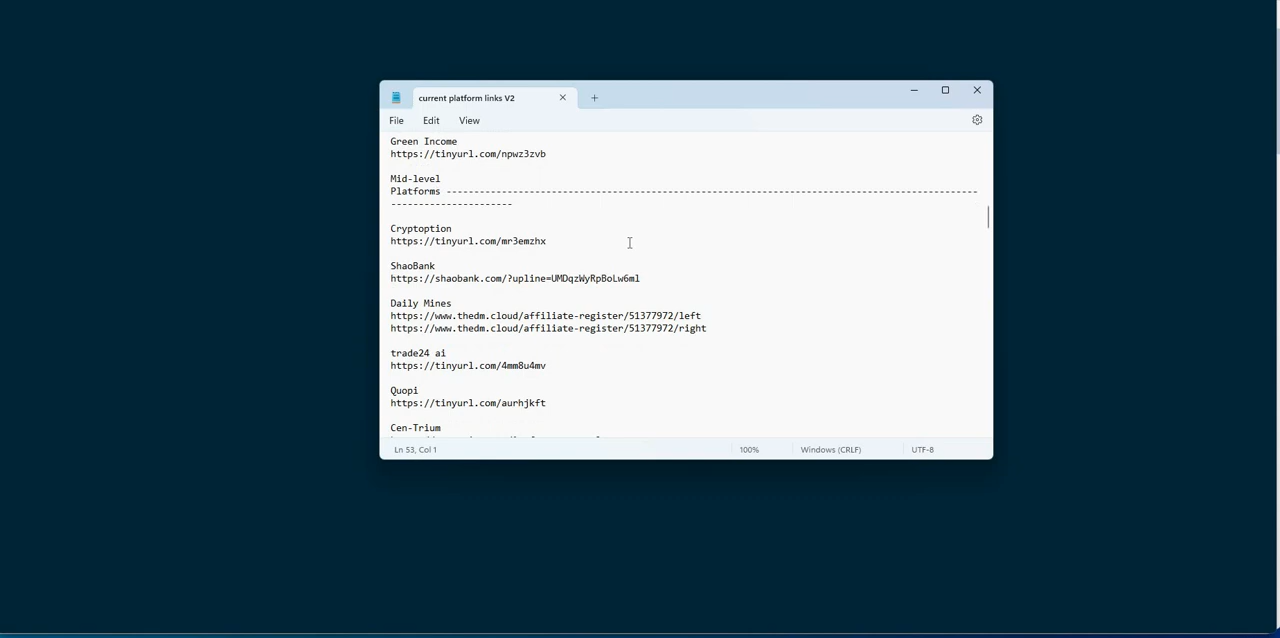 current platform links V2
File Edit View
Green Income
https://tinyurl.com/npwz3zvb
Mid-level
Platforms -----------------------------------------------------------------------------------------------
----------------------
Cryptoption
https://tinyurl.com/mr3emzhx
ShaoBank
https://shaobank.com/?upline=UMDqzWyRpBoLw6ml
Daily Mines
https://www.thedm.cloud/affiliate-register/51377972/left
https://www.thedm.cloud/affiliate-register/51377972/right
trade24 ai
https://tinyurl.com/4mm8u4mv
Quopi
https://tinyurl.com/aurhjkft
Cen-Trium
Ln 53, Col 1 100% Windows (CRLF) UTF-8